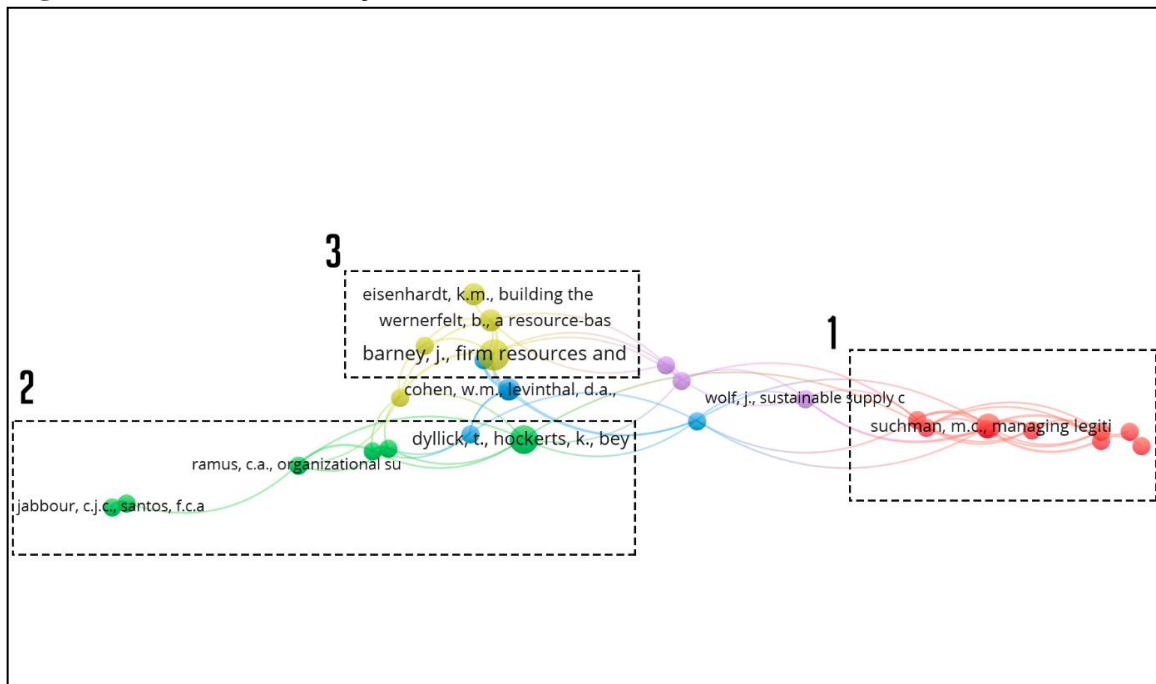 3
eisenhardt, k.m., building the
wernerfelt, b., a resource-bas
barney, j., firm resources and
cohen, w.m., levinthal, d.a.,
1
wolf, j., sustainable supply c
suchman, m.c., managing legiti
2
dyllick, t., hockerts, k., bey
ramus, c.a., organizational su
jabbour, c.j.c., santos, f.c.a